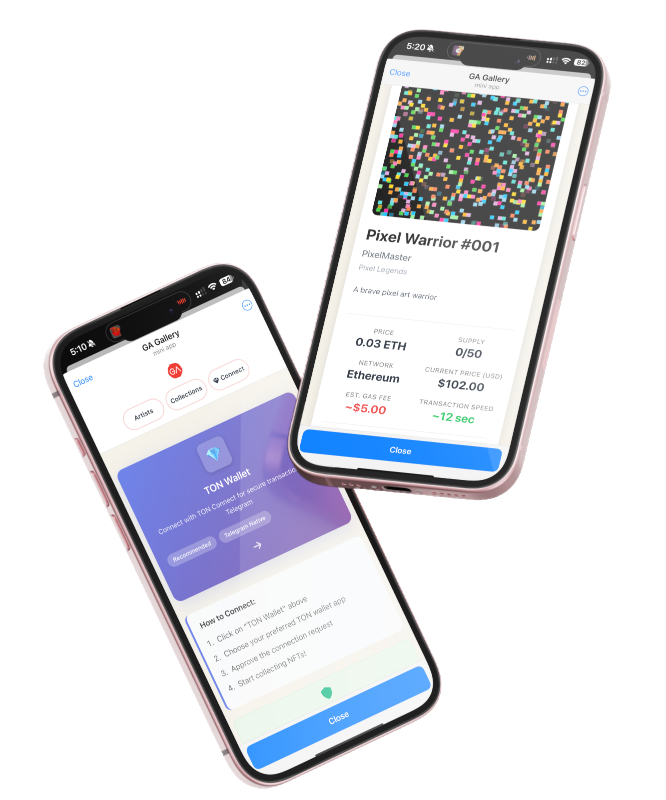 5:20
82
Close
GA Gallery
mini app
Pixel Warrior #001
PixelMaster
Pixel Legends
A brave pixel art warrior
PRICE
0.03 ETH
SUPPLY
0/50
NETWORK
Ethereum
CURRENT PRICE (USD)
$102.00
EST. GAS FEE
~$5.00
TRANSACTION SPEED
~12 sec
Close
5:10
84
Close
GA Gallery
mini app
GA
Artists
Collections
Connect
TON Wallet
Connect with TON Connect for secure
Telegram
Recommended
Telegram Native
How to Connect:
1. Click on "TON Wallet" above
2. Choose your preferred TON wallet app
3. Approve the connection request
4. Start collecting NFTs!
Close